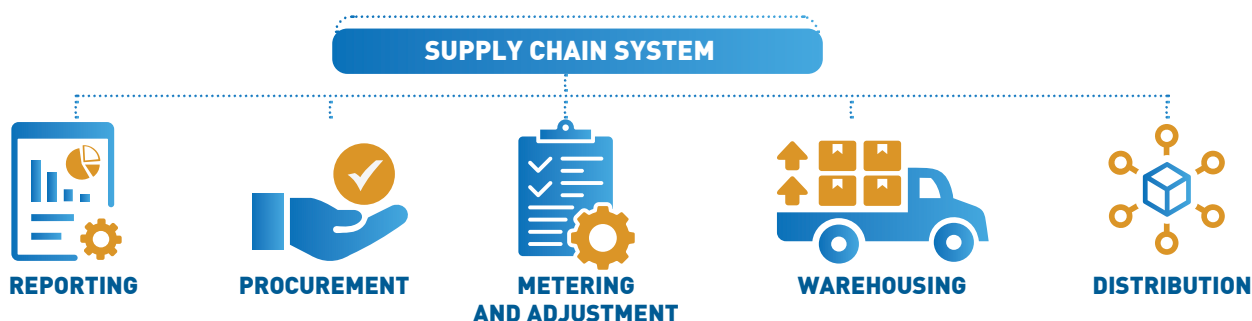 SUPPLY CHAIN SYSTEM
REPORTING
PROCUREMENT
METERING
AND ADJUSTMENT
WAREHOUSING
DISTRIBUTION